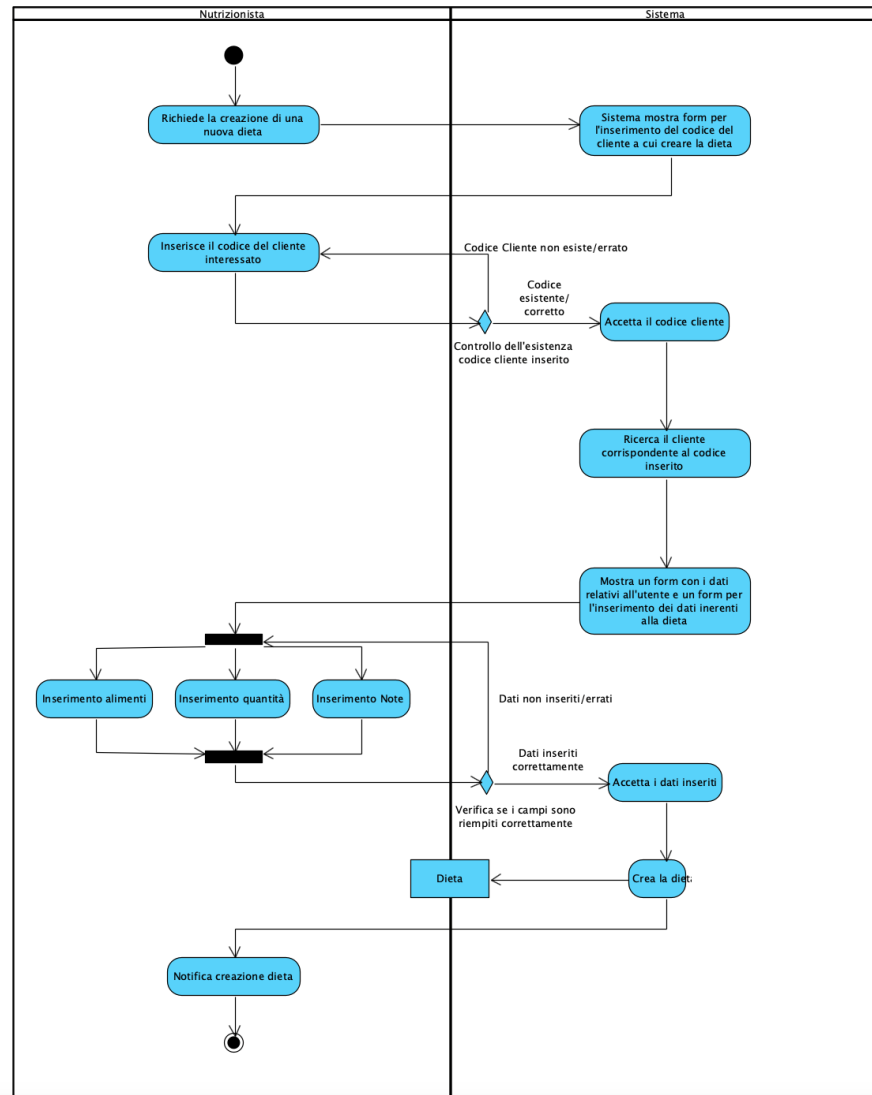 Nutrizionista
Sistema
Richiede la creazione di una
nuova dieta
Sistema mostra form per
l'inserimento del codice del
cliente a cui creare la dieta
Inserisce il codice del cliente
interessato
Codice Cliente non esiste/errato
Codice
esistente/
corretto
Accetta il codice cliente
Controllo dell'esistenza
codice cliente inserito
Ricerca il cliente
corrispondente al codice
inserito
Mostra un form con i dati
relativi all'utente e un form per
l'inserimento dei dati inerenti
alla dieta
Inserimento alimenti
Inserimento quantità
Inserimento Note
Dati non inseriti/errati
Dati inseriti
correttamente
Accetta i dati inseriti
Verifica se i campi sono
riempiti correttamente
Dieta
Crea la dieta
Notifica creazione dieta